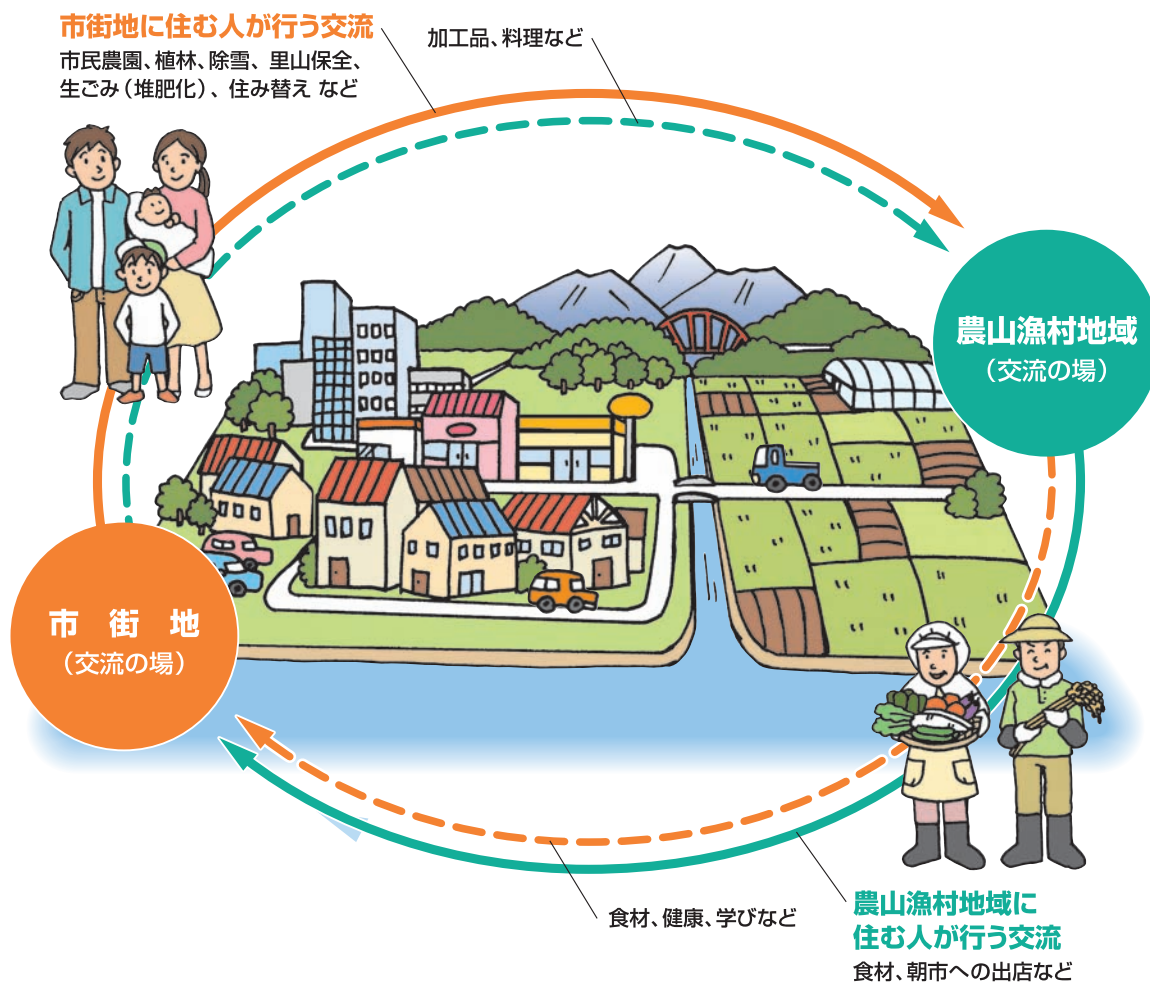 市街地に住む人が行う交流
市民農園、植林、除雪、里山保全、
生ごみ（堆肥化）、住み替え など
加工品、料理など
農山漁村地域
（交流の場）
市 街 地
（交流の場）
食材、健康、学びなど
農山漁村地域に
住む人が行う交流
食材、朝市への出店など